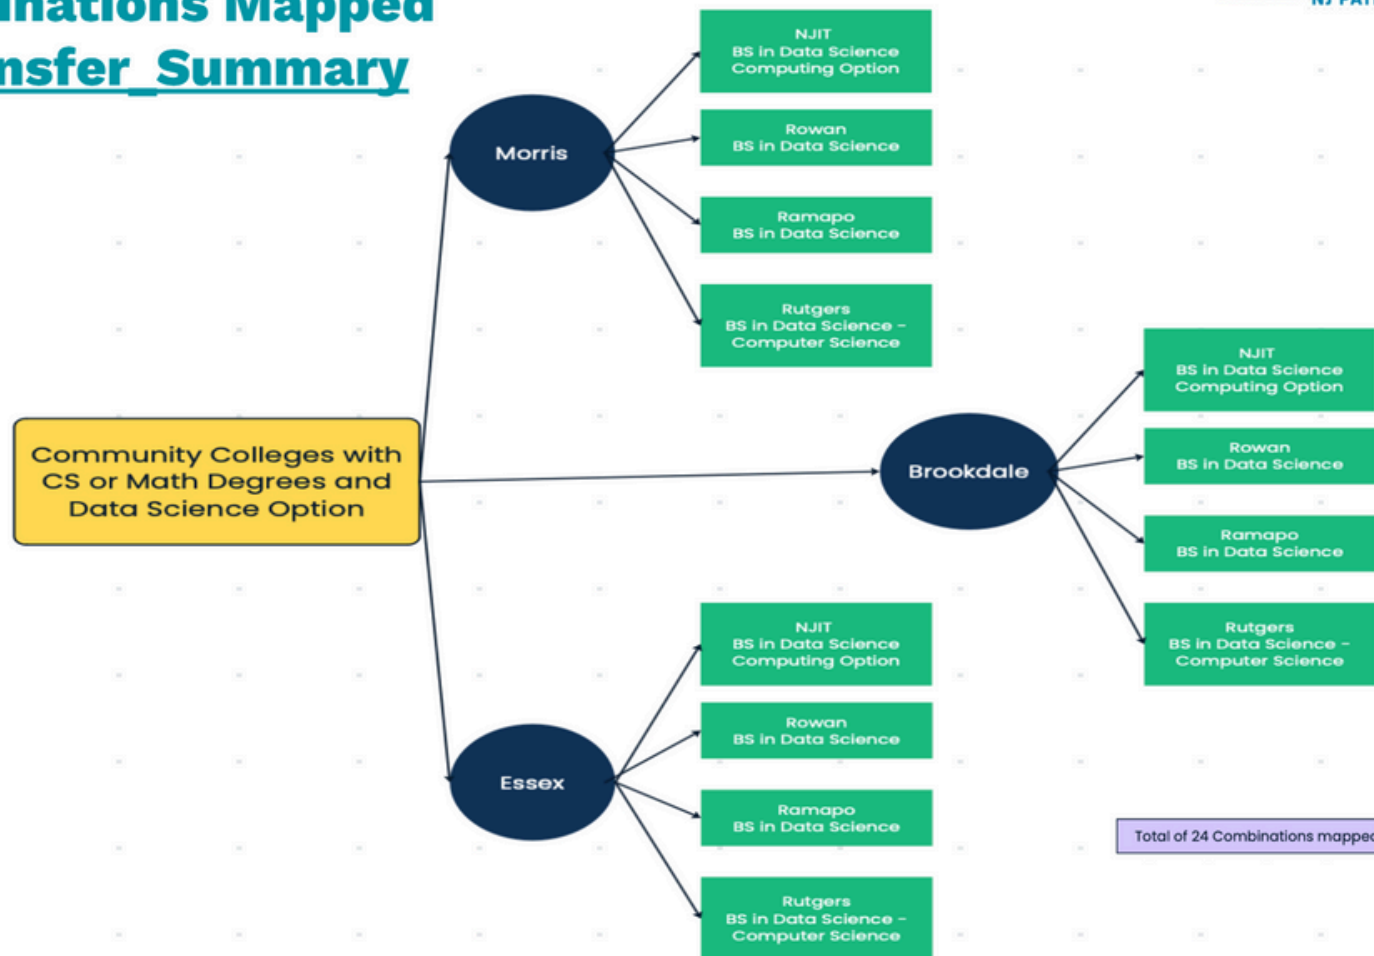 inations Mapped
nsfer_Summary
NJ PAT
NJIT
BS in Data Science
Computing Option
Rowan
BS in Data Science
Ramapo
BS in Data Science
Rutgers
BS in Data Science -
Computer Science
Morris
Community Colleges with
CS or Math Degrees and
Data Science Option
Brookdale
NJIT
BS in Data Science
Computing Option
Rowan
BS in Data Science
Ramapo
BS in Data Science
Rutgers
BS in Data Science -
Computer Science
Essex
NJIT
BS in Data Science
Computing Option
Rowan
BS in Data Science
Ramapo
BS in Data Science
Rutgers
BS in Data Science -
Computer Science
Total of 24 Combinations mapped